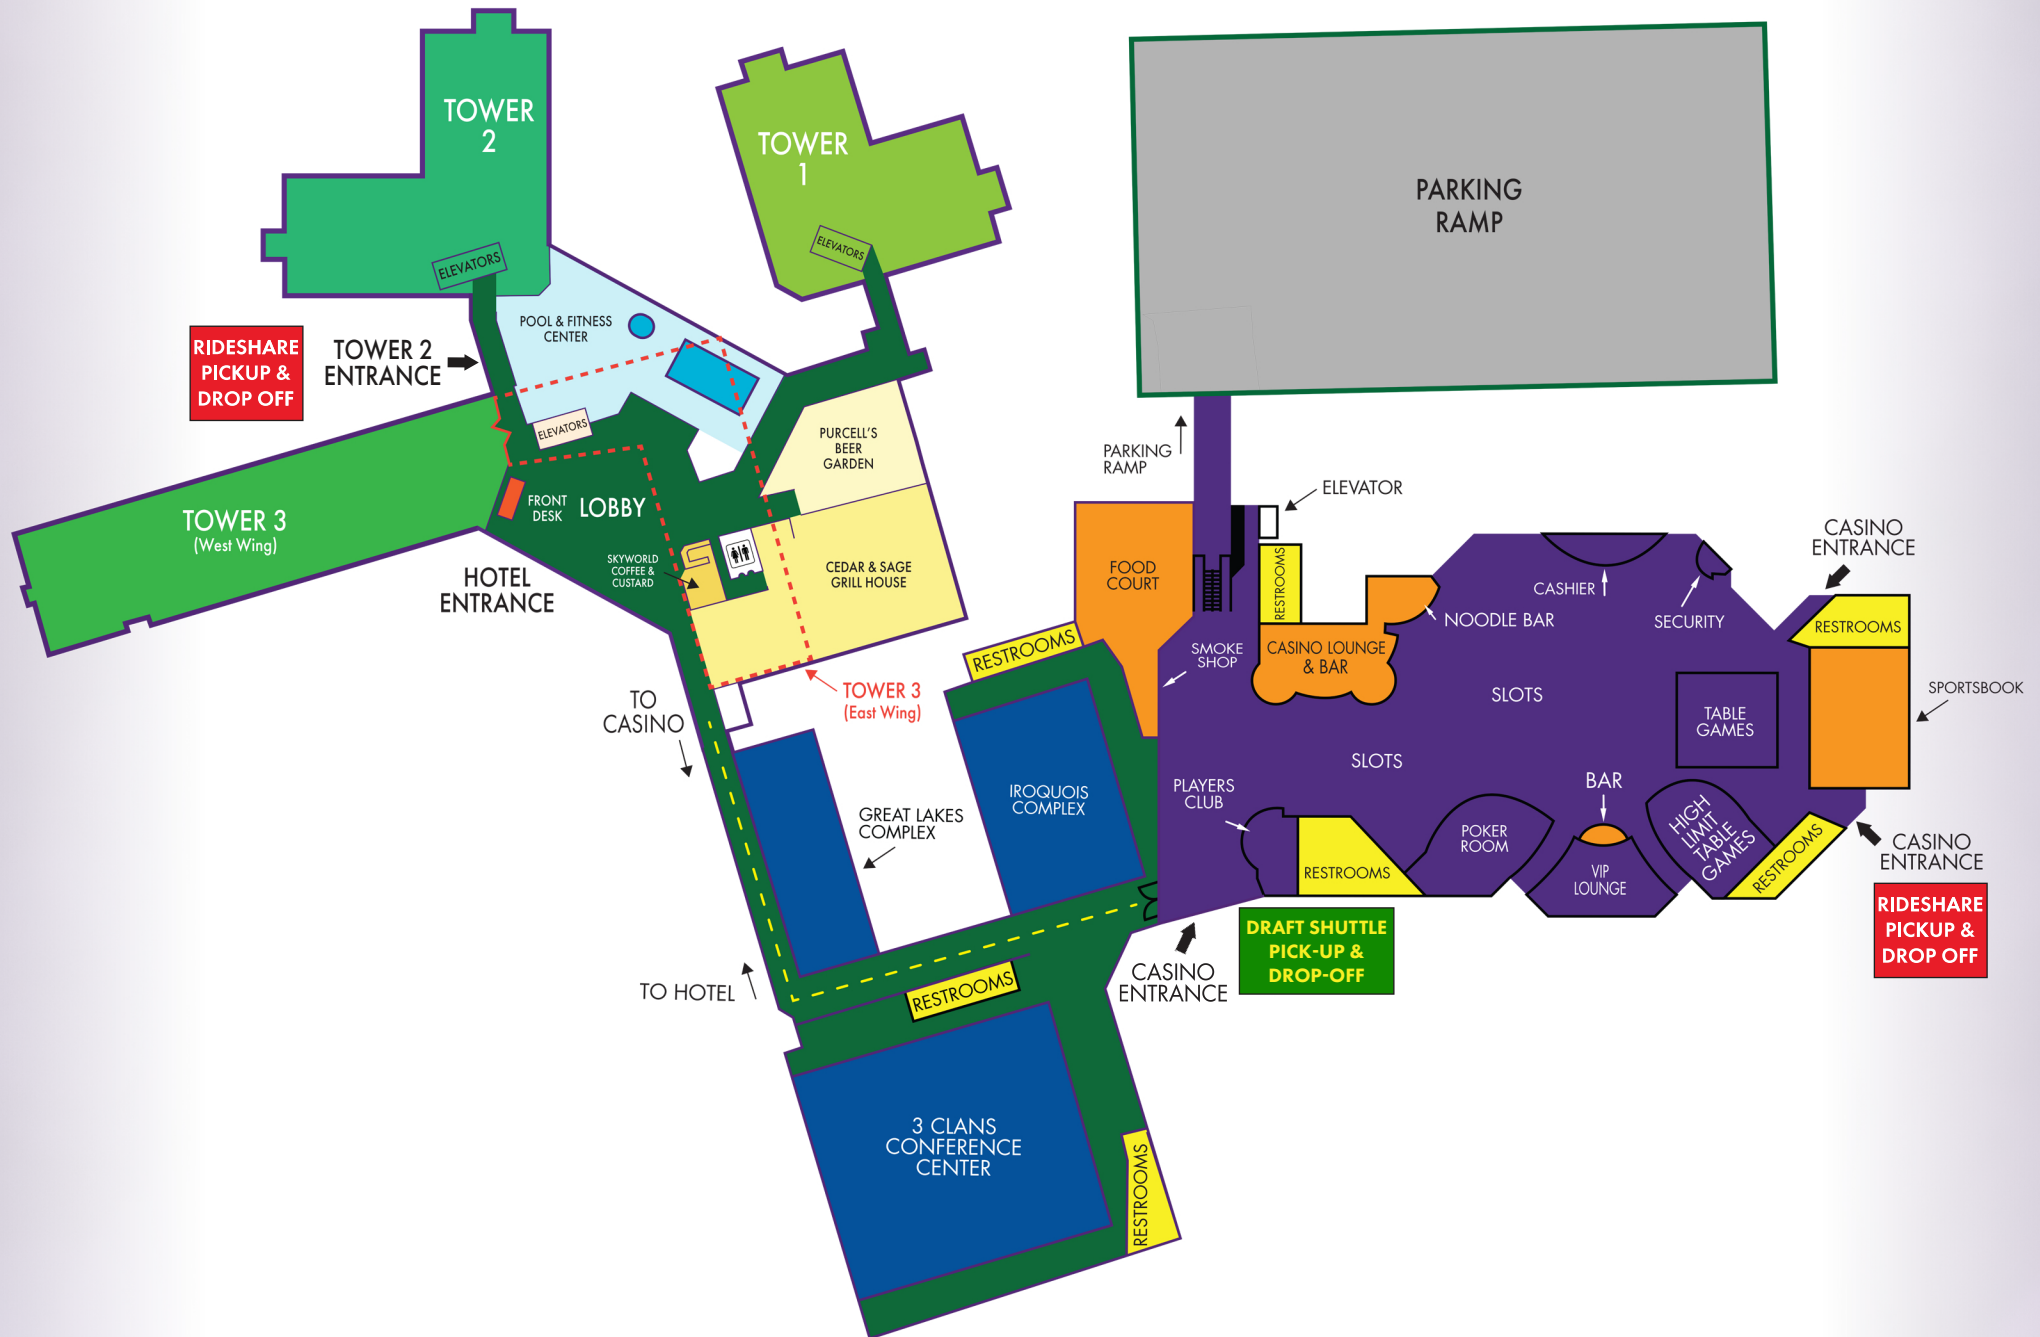 TOWER
2
TOWER
1
PARKING
RAMP
ELEVATORS
ELEVATORS
POOL & FITNESS
CENTER
RIDESHARE
PICKUP &
DROP OFF
TOWER 2
ENTRANCE
ELEVATORS
PURCELL'S
BEER
GARDEN
PARKING
RAMP
ELEVATOR
FRONT
DESK
LOBBY
TOWER 3
(West Wing)
SKYWORLD
COFFEE &
CUSTARD
CEDAR & SAGE
GRILL HOUSE
HOTEL
ENTRANCE
FOOD
COURT
RESTROOMS
CASHIER
SECURITY
CASINO
ENTRANCE
RESTROOMS
NOODLE BAR
SMOKE
SHOP
CASINO LOUNGE
& BAR
RESTROOMS
TOWER 3
(East Wing)
SLOTS
TABLE
GAMES
SPORTSBOOK
TO
CASINO
SLOTS
PLAYERS
CLUB
IROQUOIS
COMPLEX
GREAT LAKES
COMPLEX
BAR
POKER
ROOM
VIP
LOUNGE
HIGH
LIMIT
TABLE
GAMES
RESTROOMS
RESTROOMS
CASINO
ENTRANCE
RIDESHARE
PICKUP &
DROP OFF
DRAFT SHUTTLE
PICK-UP &
DROP-OFF
CASINO
ENTRANCE
TO HOTEL
RESTROOMS
3 CLANS
CONFERENCE
CENTER
RESTROOMS